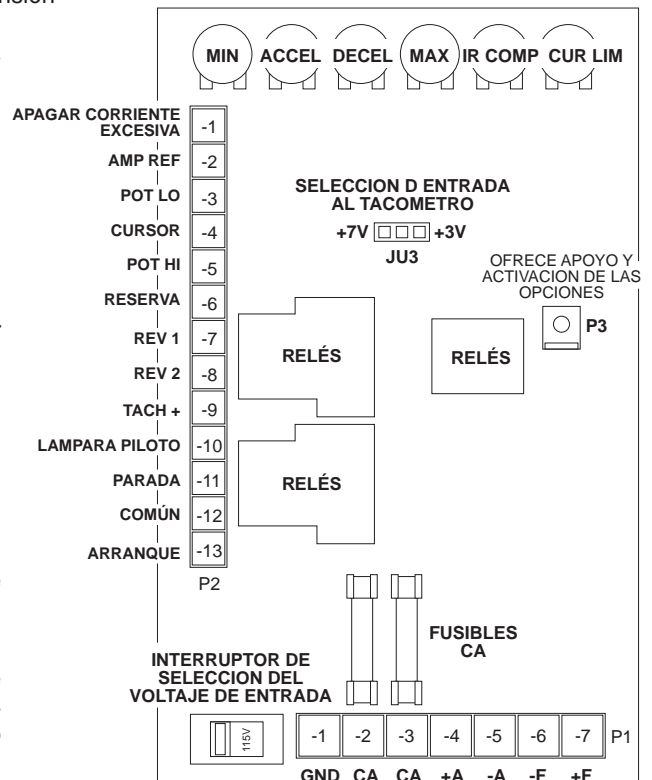 MIN ACCEL DECEL MAX IR COMP CUR LIM
APAGAR CORRIENTE
EXCESIVA -1
AMP REF -2
POT LO -3
CURSOR -4
POT HI -5
RESERVA -6
REV 1 -7
REV 2 -8
TACH + -9
LAMPARA PILOTO -10
PARADA -11
COMÚN -12
ARRANQUE -13
P2
SELECCION D ENTRADA
AL TACOMETRO
+7V +3V
JU3
OFRECE APOYO Y
ACTIVACION DE LAS
OPCIONES
P3
RELÉS
RELÉS
RELÉS
FUSIBLES
CA
INTERRUPTOR DE
SELECCION DEL
VOLTAJE DE ENTRADA
115V
-1 -2 -3 -4 -5 -6 -7 P1
GND CA CA +A -A -F +F